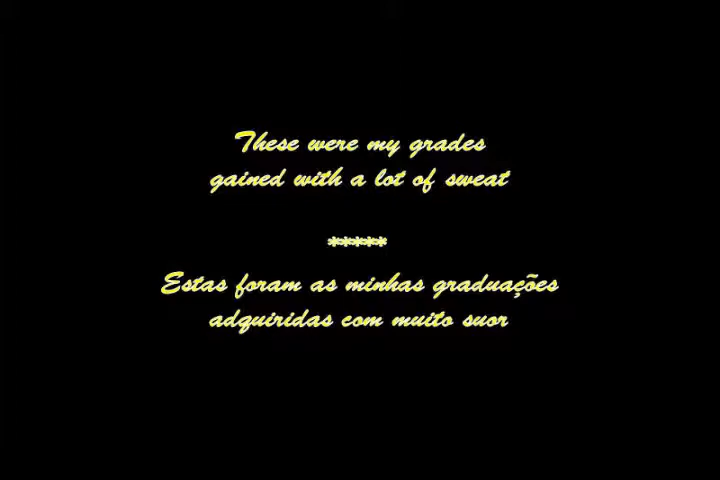 These were my grades
gained with a lot of sweat
*****
Estas foram as minhas graduações
adquiridas com muito suor